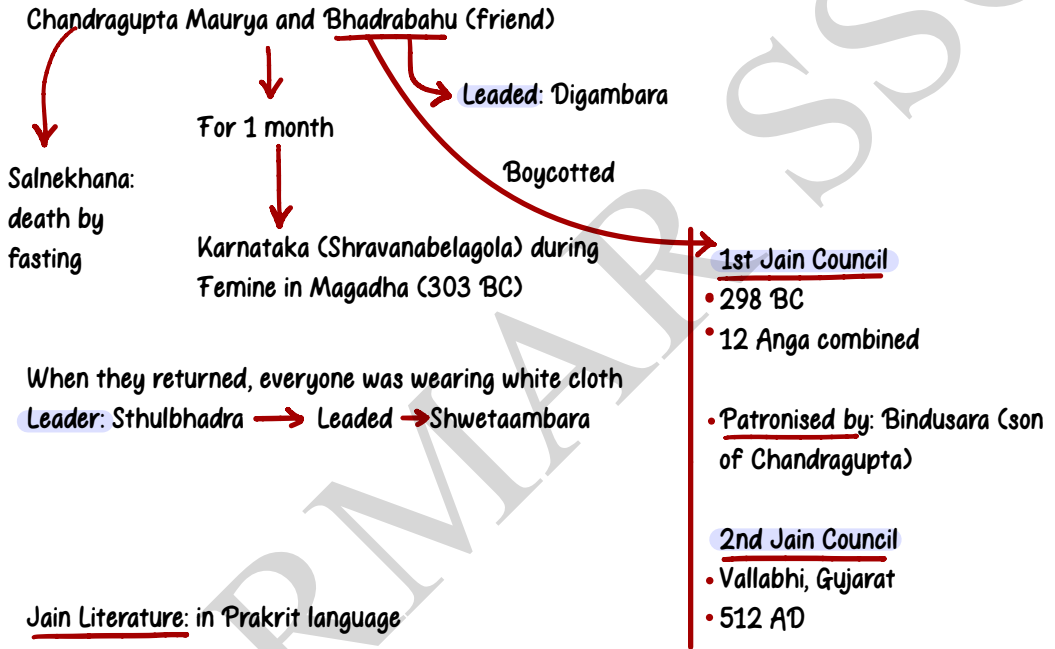 Chandragupta Maurya and Bhadrabahu (friend)
Leaded: Digambara
For 1 month
Boycotted
Salnekhana:
death by
fasting
Karnataka (Shravanabelagola) during
Femine in Magadha (303 BC)
When they returned, everyone was wearing white cloth
Leader: Sthulbhadra → Leaded → Shwetaambara
Jain Literature: in Prakrit language
1st Jain Council
• 298 BC
• 12 Anga combined
• Patronised by: Bindusara (son
of Chandragupta)
2nd Jain Council
• Vallabhi, Gujarat
• 512 AD
RMAR SS